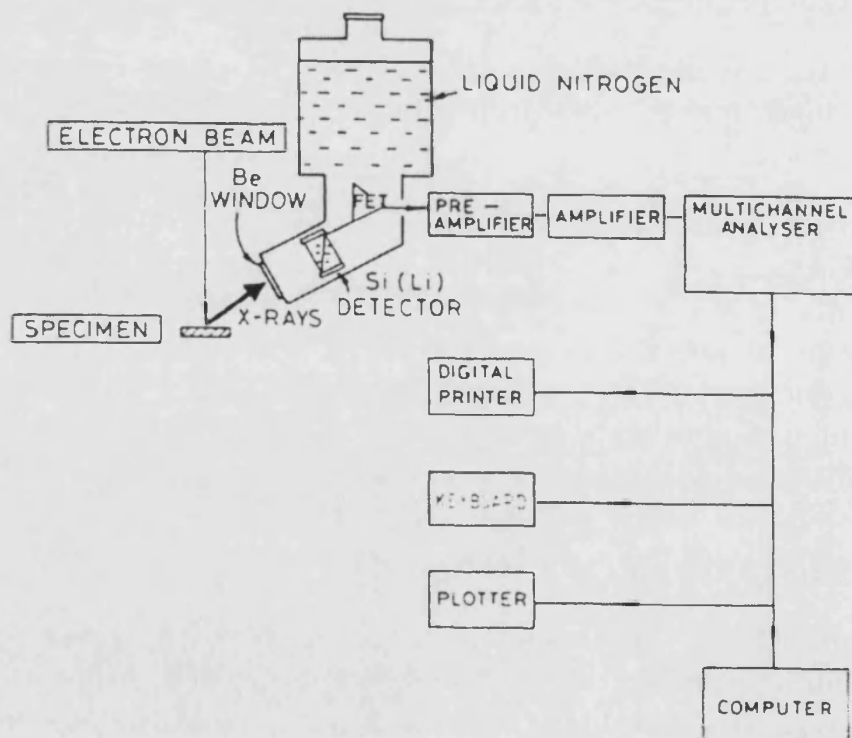 LIQUID NITROGEN
ELECTRON BEAM
Be
WINDOW
FET
PRE -
AMPLIFIER
AMPLIFIER
MULTICHANNEL
ANALYSER
Si (Li)
DETECTOR
X-RAYS
SPECIMEN
DIGITAL
PRINTER
KEYBOARD
PLOTTER
COMPUTER